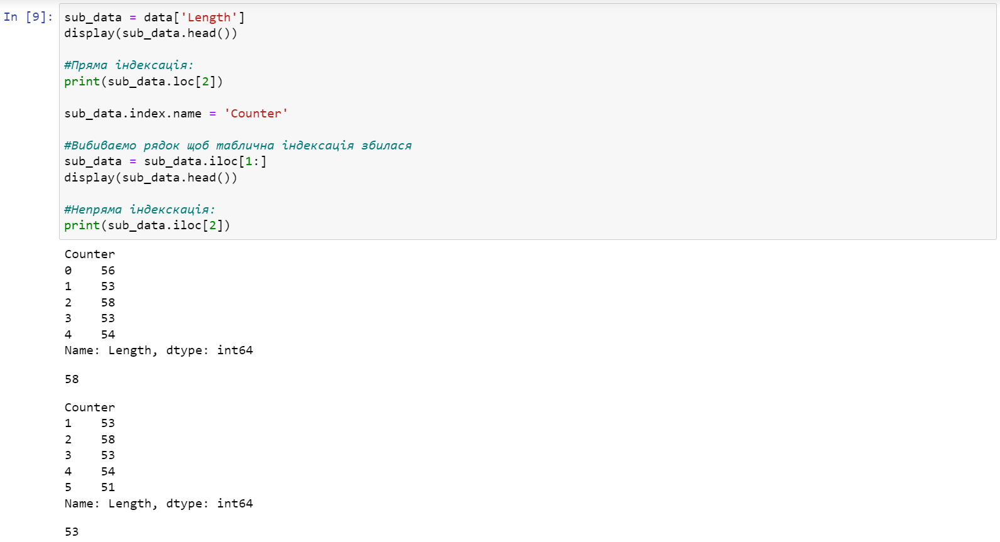 In [9]:
sub_data = data['Length']
display(sub_data.head())
#Пряма індексація:
print(sub_data.loc[2])
sub_data.index.name = 'Counter'
#Вибиваємо рядок щоб таблична індексація збилася
sub_data = sub_data.iloc[1:]
display(sub_data.head())
#Непряма індекскація:
print(sub_data.iloc[2])
Counter
0    56
1    53
2    58
3    53
4    54
Name: Length, dtype: int64
58
Counter
1    53
2    58
3    53
4    54
5    51
Name: Length, dtype: int64
53